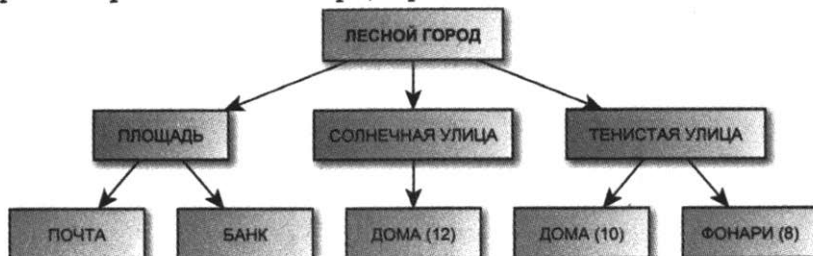 ЛЕСНОЙ ГОРОД
ПЛОЩАДЬ
СОЛНЕЧНАЯ УЛИЦА
ТЕНИСТАЯ УЛИЦА
ПОЧТА
БАНК
ДОМА (12)
ДОМА (10)
ФОНАРИ (8)